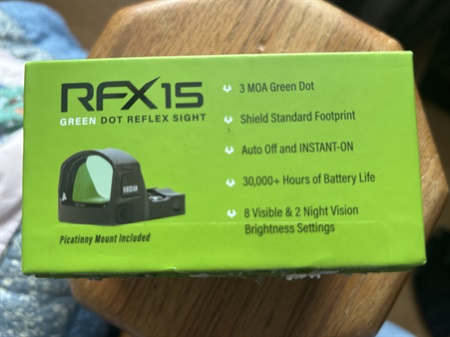 RFX15
GREEN DOT REFLEX SIGHT
VIRIDIAN
Picatinny Mount Included
3 MOA Green Dot
Shield Standard Footprint
Auto Off and INSTANT-ON
30,000+ Hours of Battery Life
8 Visible & 2 Night Vision
Brightness Settings